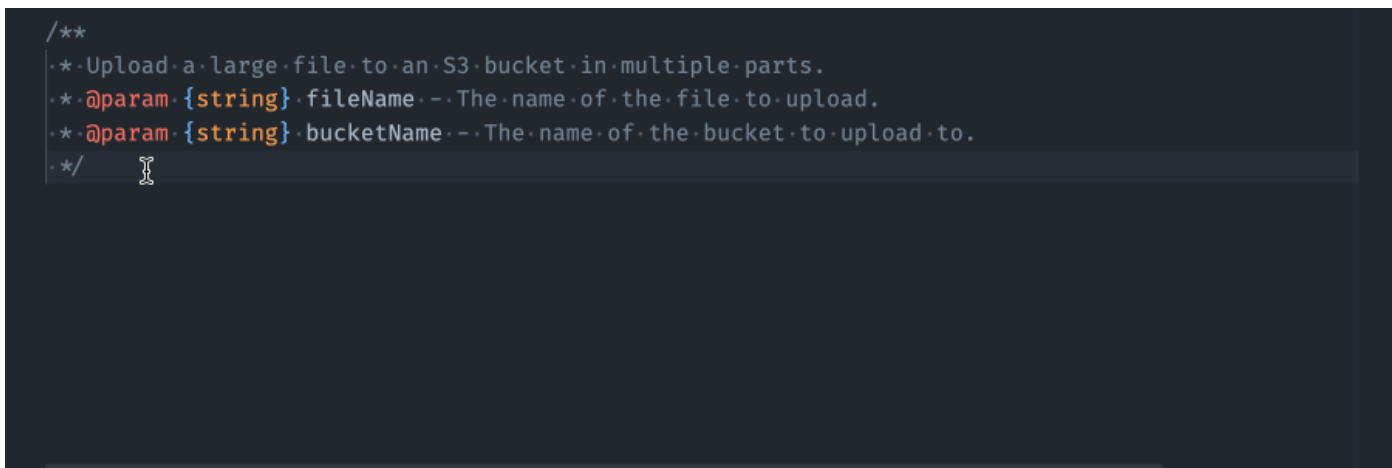 /**
 * Upload a large file to an S3 bucket in multiple parts.
 * @param {string} fileName - The name of the file to upload.
 * @param {string} bucketName - The name of the bucket to upload to.
 */